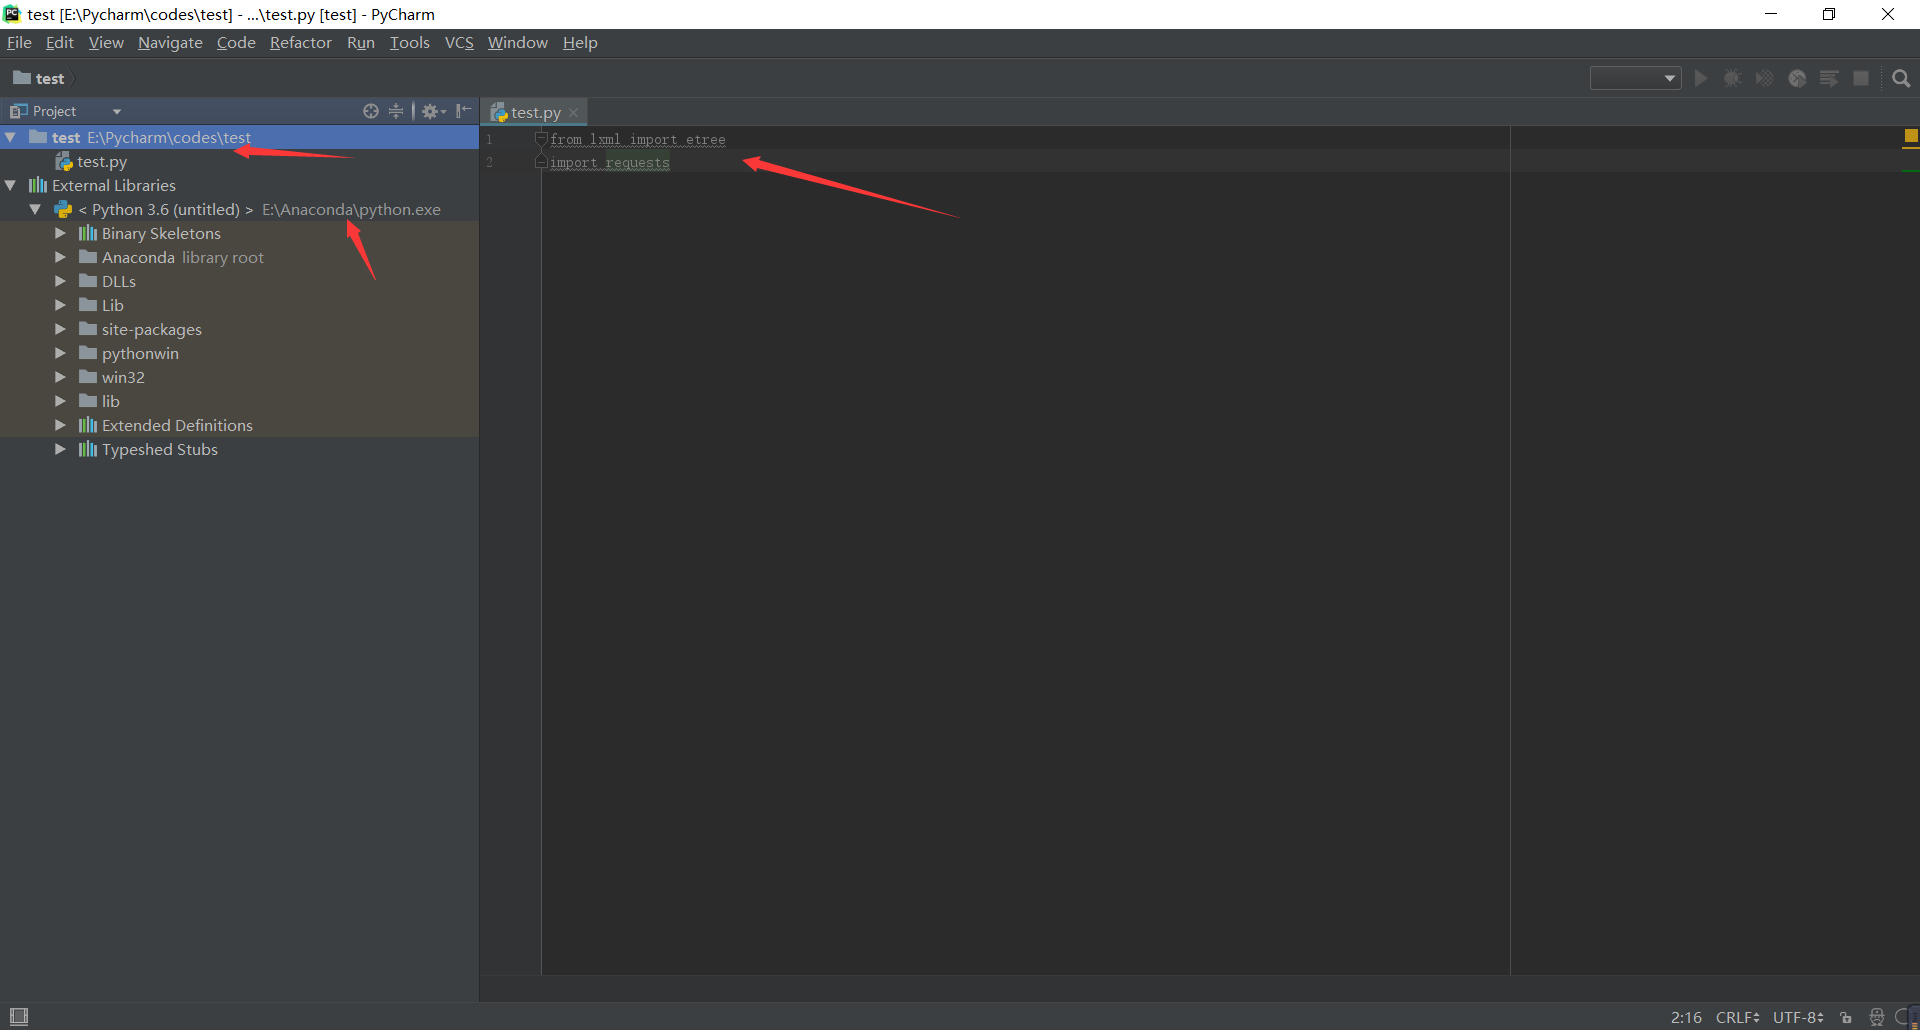 test [E:\Pycharm\codes\test] - ...\test.py [test] - PyCharm
File Edit View Navigate Code Refactor Run Tools VCS Window Help
test
Project
test.py
test E:\Pycharm\codes\test
test.py
External Libraries
< Python 3.6 (untitled) > E:\Anaconda\python.exe
Binary Skeletons
Anaconda library root
DLLs
Lib
site-packages
pythonwin
win32
lib
Extended Definitions
Typeshed Stubs
1 from lxml import etree
2 import requests
2:16 CRLF UTF-8